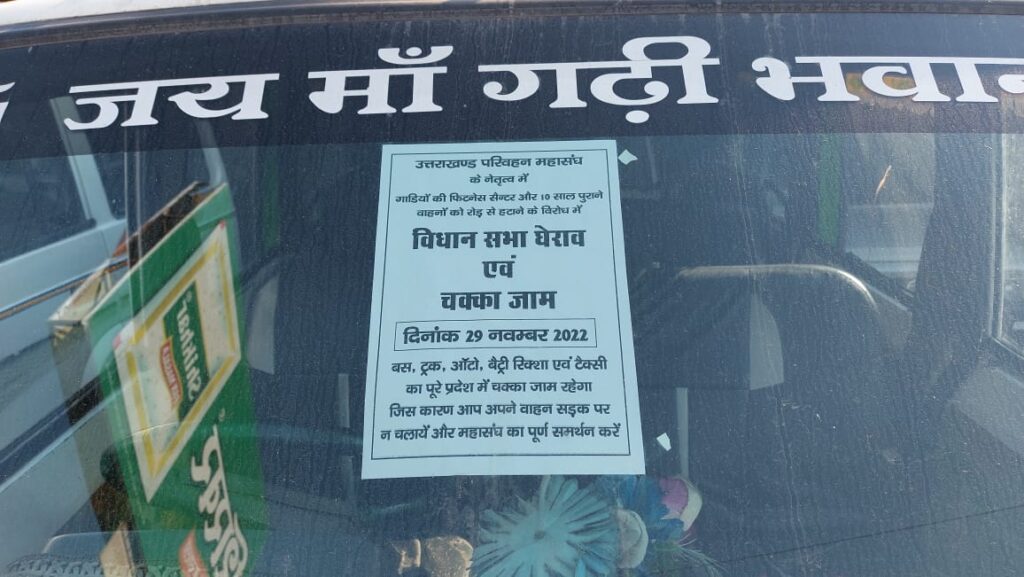 जय माँ गढ़ी भवान
उत्तराखण्ड परिवहन महासंघ
के नेतृत्व में
गाडियों की फिटनेस सेन्टर और 10 साल पुराने
वाहनों को रोड़ से हटाने के विरोध में
विधान सभा घेराव
एवं
चक्का जाम
दिनांक 29 नवम्बर 2022
बस, ट्रक, ऑटो, बैट्री रिक्शा एवं टैक्सी
का पूरे प्रदेश में चक्का जाम रहेगा
जिस कारण आप अपने वाहन सड़क पर
न चलायें और महासंघ का पूर्ण समर्थन करें